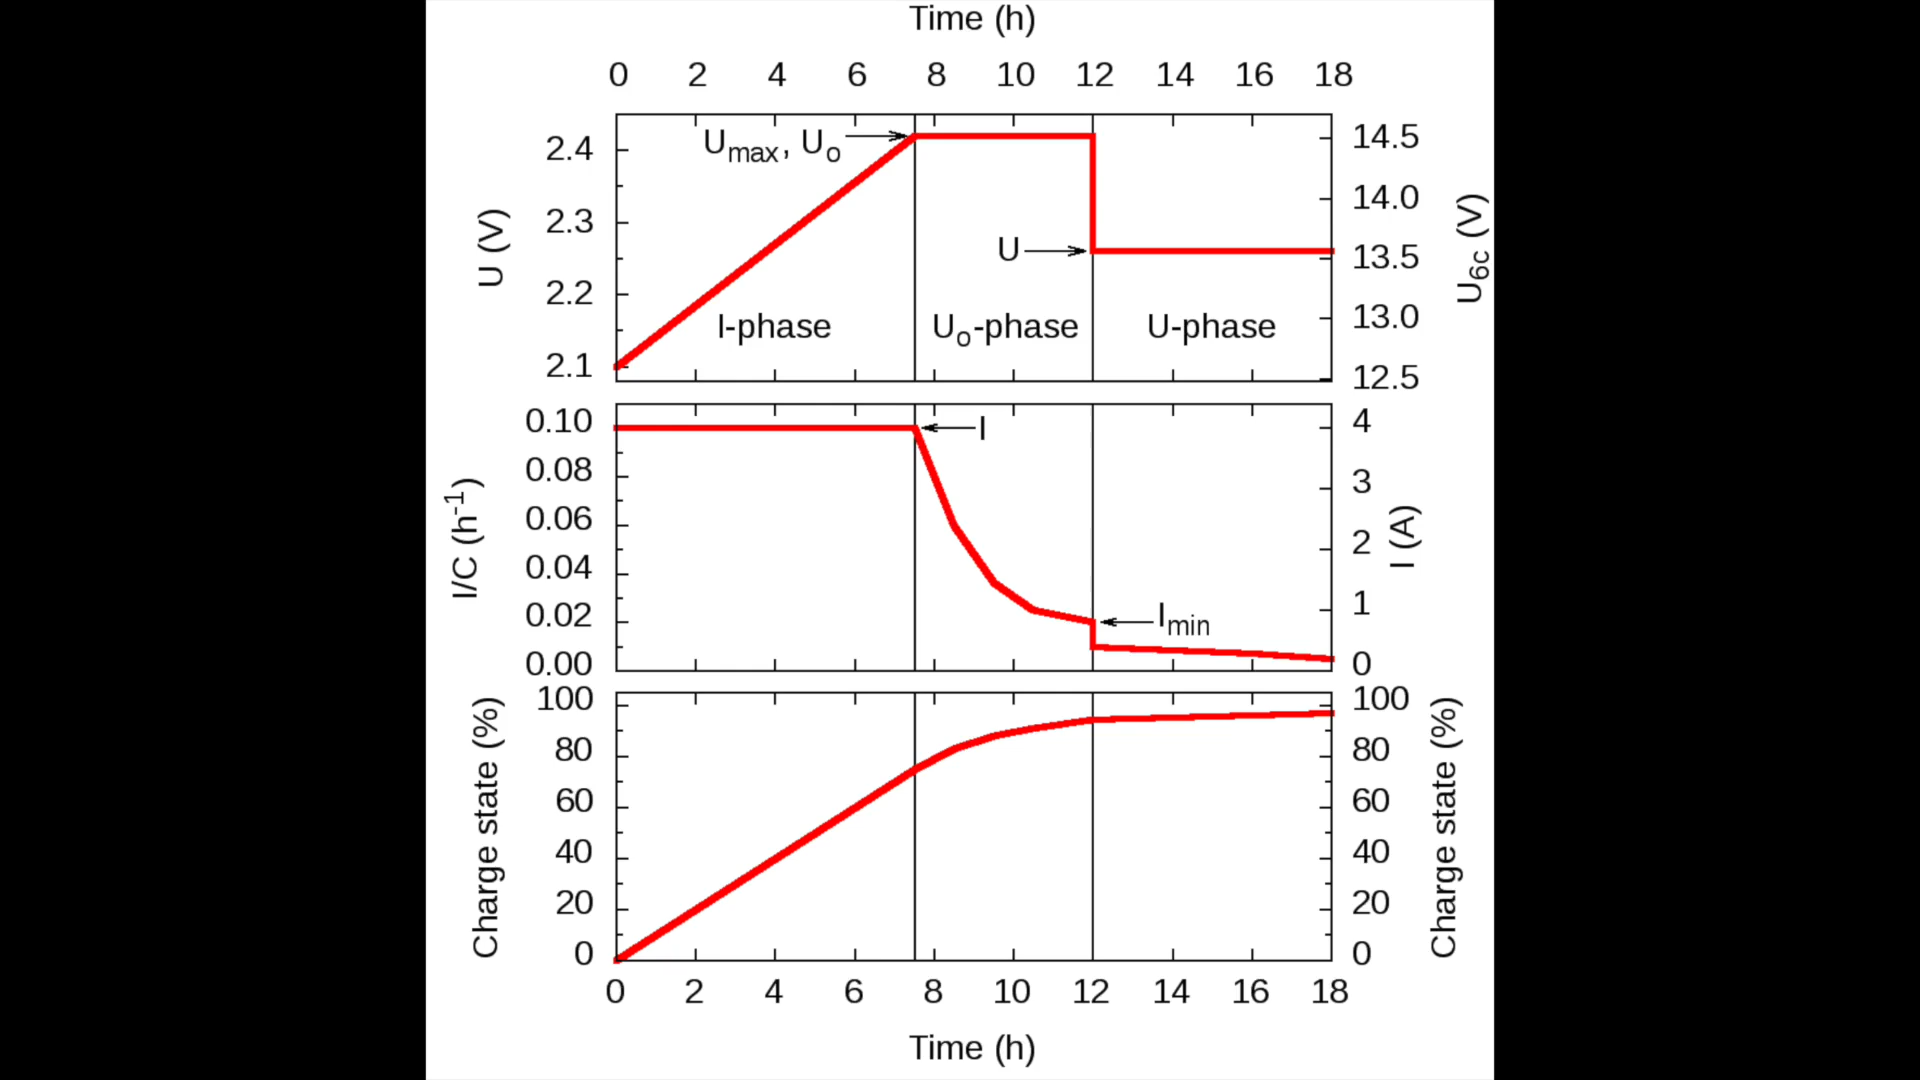 Time (h)
0 2 4 6 8 10 12 14 16 18
U (V)
2.4
2.3
2.2
2.1
Umax, Uo
U
I-phase
Uo-phase
U-phase
14.5
14.0
13.5
13.0
12.5
U6c (V)
I/C (h-1)
0.10
0.08
0.06
0.04
0.02
0.00
I
Imin
4
3
2
1
0
I (A)
Charge state (%)
100
80
60
40
20
0
100
80
60
40
20
0
Charge state (%)
0 2 4 6 8 10 12 14 16 18
Time (h)